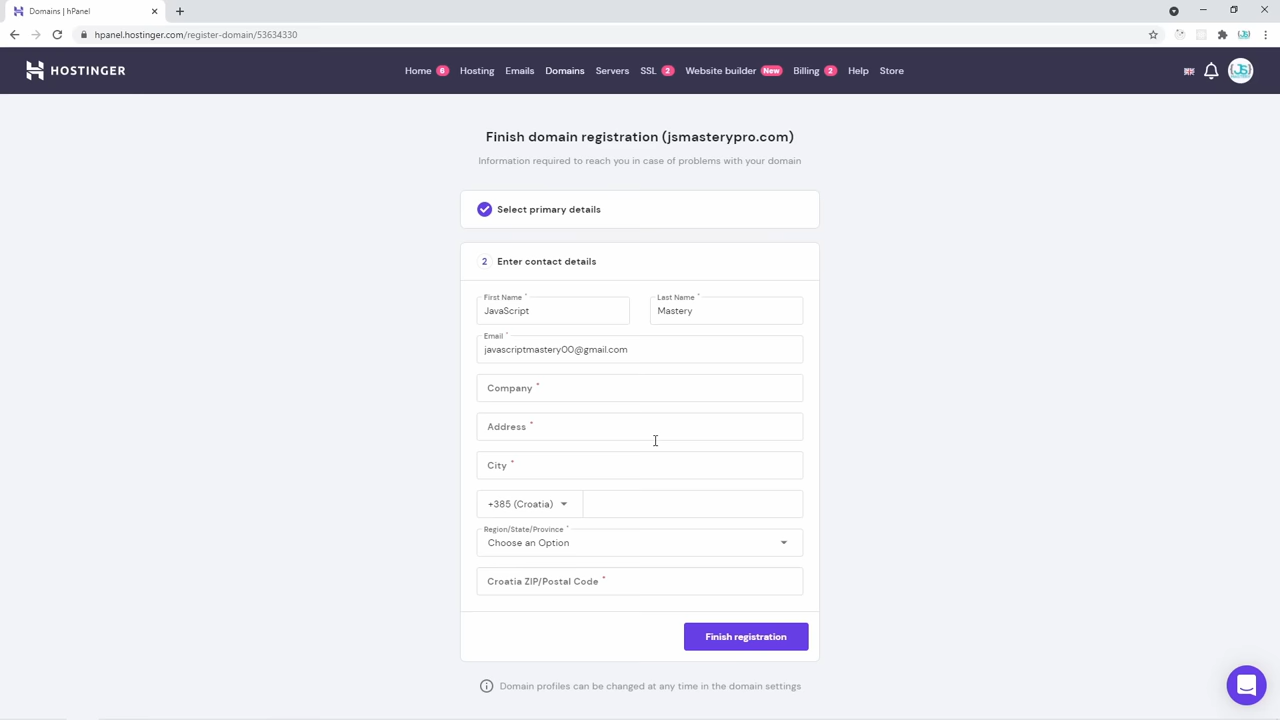 Domains | hPanel
hpanel.hostinger.com/register-domain/53634330
HOSTINGER
Home 6 Hosting Emails Domains Servers SSL 2 Website builder New Billing 2 Help Store
JS
Finish domain registration (jsmasterypro.com)
Information required to reach you in case of problems with your domain
Select primary details
2 Enter contact details
First Name * Last Name *
JavaScript Mastery
Email *
javascriptmastery00@gmail.com
Company *
Address *
City *
+385 (Croatia)
Region/State/Province *
Choose an Option
Croatia ZIP/Postal Code *
Finish registration
Domain profiles can be changed at any time in the domain settings